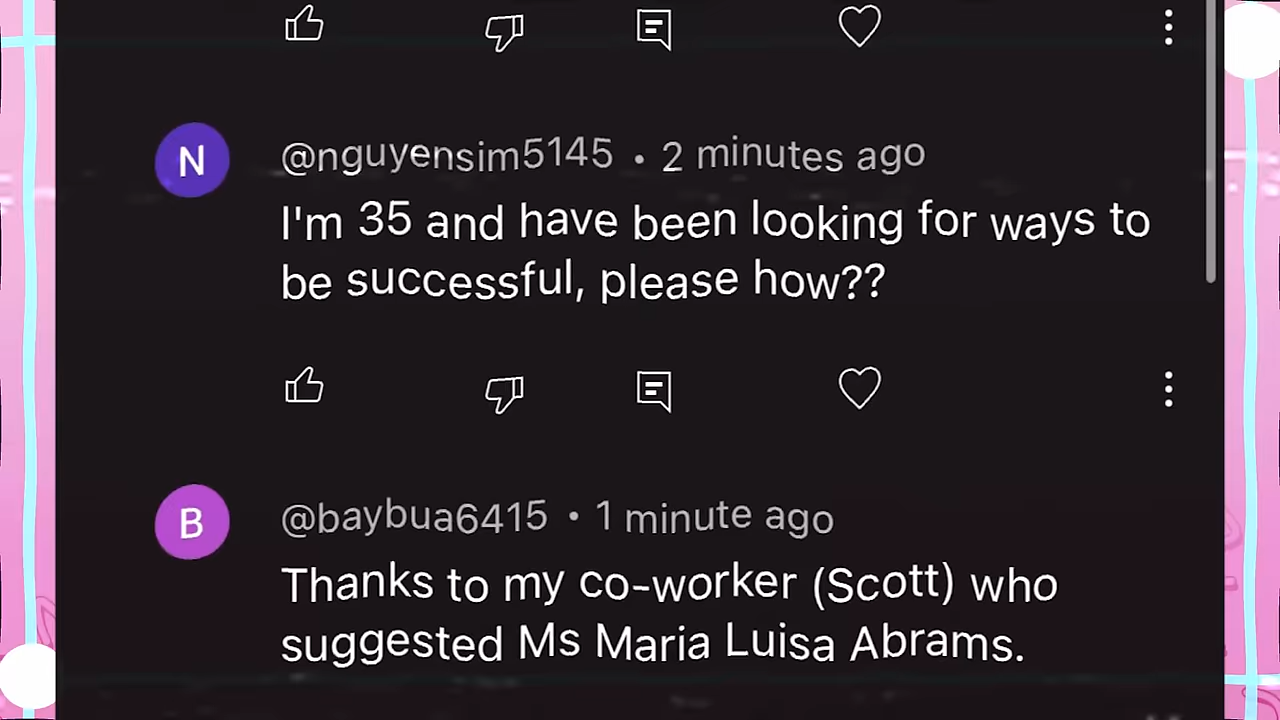 N
@nguyensim5145 • 2 minutes ago
I'm 35 and have been looking for ways to
be successful, please how??
B
@baybua6415 • 1 minute ago
Thanks to my co-worker (Scott) who
suggested Ms Maria Luisa Abrams.